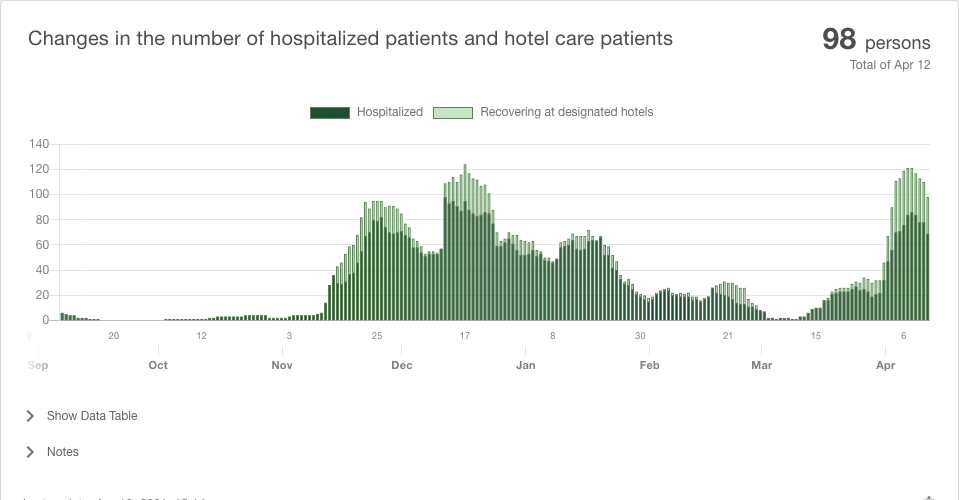 Changes in the number of hospitalized patients and hotel care patients
98 persons
Total of Apr 12
Hospitalized Recovering at designated hotels
140
120
100
80
60
40
20
0
9 20 12 3 25 17 8 30 21 15 6
Sep Oct Nov Dec Jan Feb Mar Apr
Show Data Table
Notes